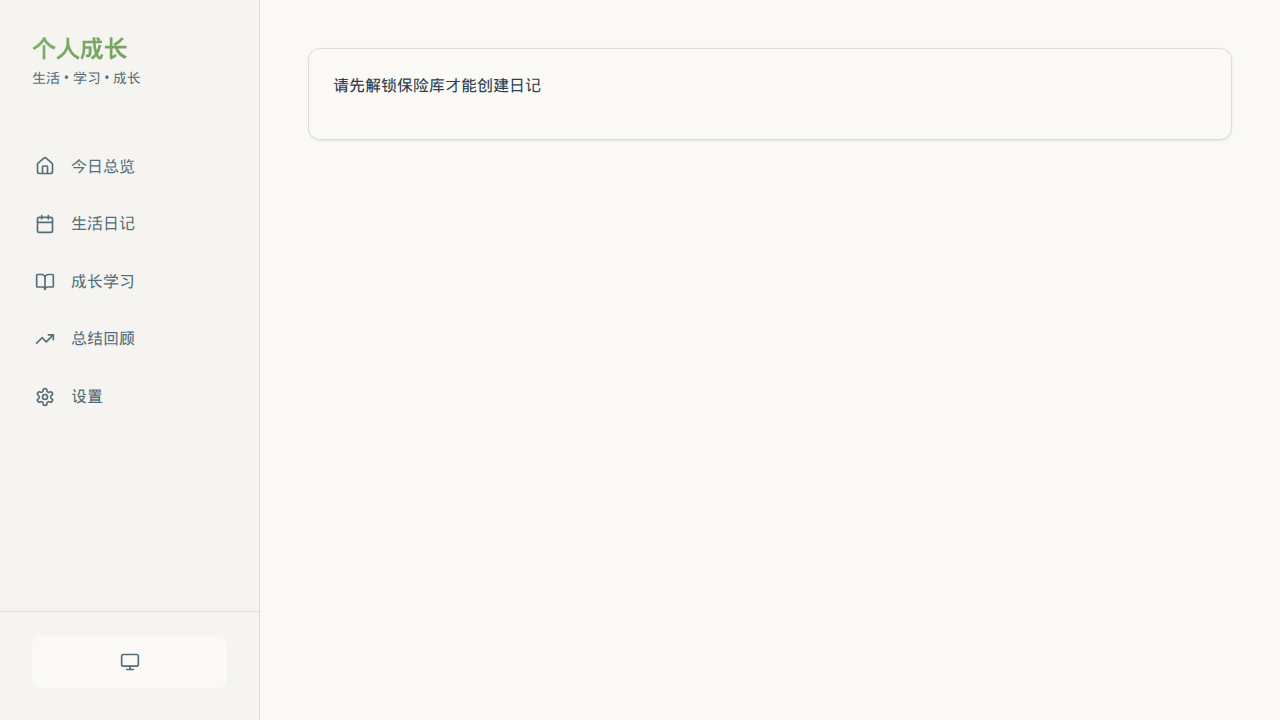 个人成长
生活 • 学习 • 成长
今日总览
生活日记
成长学习
总结回顾
设置
请先解锁保险库才能创建日记